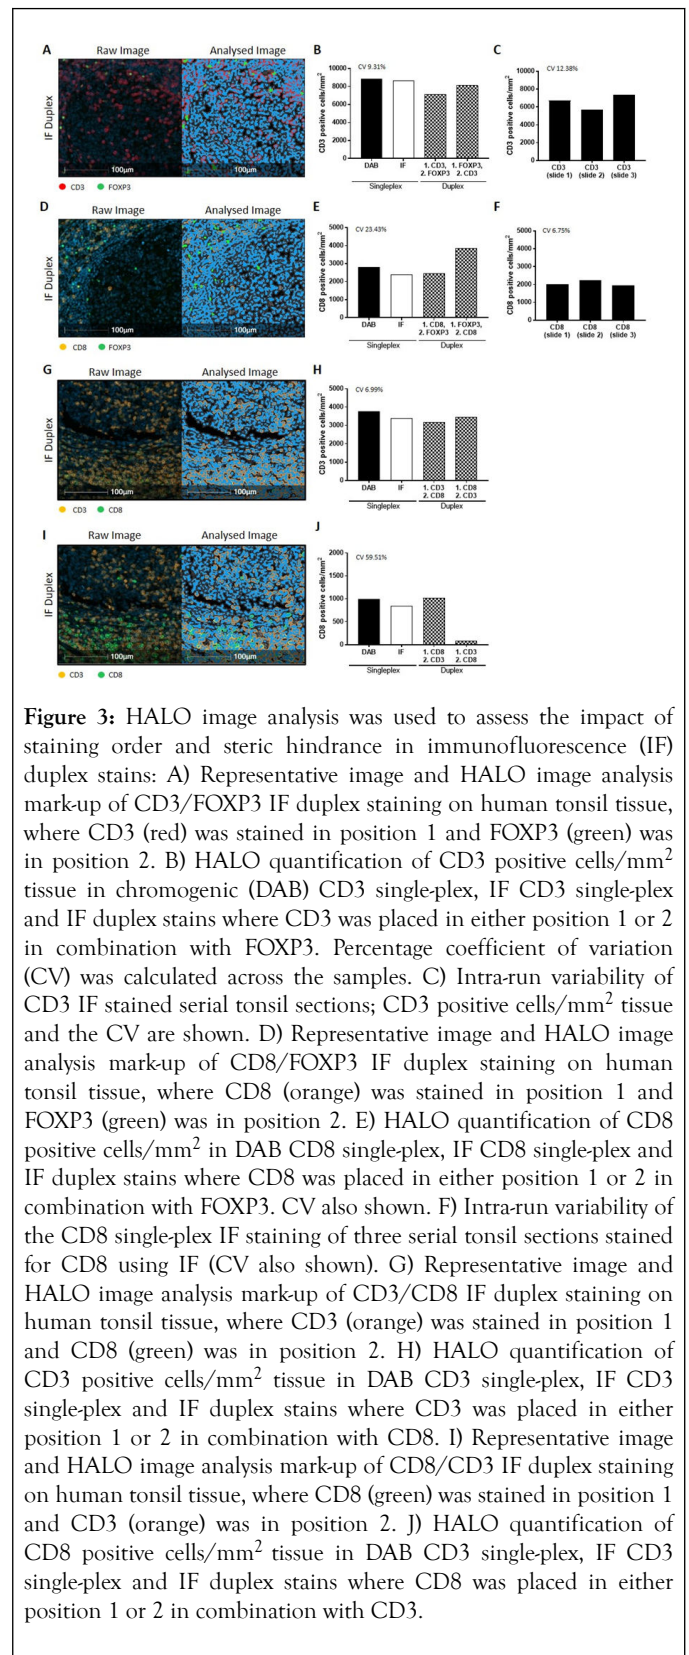 A Raw Image Analysed Image
IF Duplex
100µm 100µm
CD3 FOXP3
B
CV 9.31%
CD3 positive cells/mm²
10000
8000
6000
4000
2000
0
DAB IF 1. CD3, 2. FOXP3 1. FOXP3, 2. CD3
Singleplex Duplex
C
CV 12.38%
CD3 positive cells/mm²
10000
8000
6000
4000
2000
0
CD3 (slide 1) CD3 (slide 2) CD3 (slide 3)
D Raw Image Analysed Image
IF Duplex
100µm 100µm
CD8 FOXP3
E
CV 23.43%
CD8 positive cells/mm²
5000
4000
3000
2000
1000
0
DAB IF 1. CD8, 2. FOXP3 1. FOXP3, 2. CD8
Singleplex Duplex
F
CV 6.75%
CD8 positive cells/mm²
5000
4000
3000
2000
1000
0
CD8 (slide 1) CD8 (slide 2) CD8 (slide 3)
G Raw Image Analysed Image
IF Duplex
100µm 100µm
CD3 CD8
H
CV 6.99%
CD3 positive cells/mm²
5000
4000
3000
2000
1000
0
DAB IF 1. CD3 2. CD8 1. CD8 2. CD3
Singleplex Duplex
I Raw Image Analysed Image
IF Duplex
100µm 100µm
CD3 CD8
J
CV 59.51%
CD8 positive cells/mm²
2000
1500
1000
500
0
DAB IF 1. CD8 2. CD3 1. CD3 2. CD8
Singleplex Duplex
Figure 3: HALO image analysis was used to assess the impact of
staining order and steric hindrance in immunofluorescence (IF)
duplex stains: A) Representative image and HALO image analysis
mark-up of CD3/FOXP3 IF duplex staining on human tonsil tissue,
where CD3 (red) was stained in position 1 and FOXP3 (green) was
in position 2. B) HALO quantification of CD3 positive cells/mm²
tissue in chromogenic (DAB) CD3 single-plex, IF CD3 single-plex
and IF duplex stains where CD3 was placed in either position 1 or 2
in combination with FOXP3. Percentage coefficient of variation
(CV) was calculated across the samples. C) Intra-run variability of
CD3 IF stained serial tonsil sections; CD3 positive cells/mm² tissue
and the CV are shown. D) Representative image and HALO image
analysis mark-up of CD8/FOXP3 IF duplex staining on human
tonsil tissue, where CD8 (orange) was stained in position 1 and
FOXP3 (green) was in position 2. E) HALO quantification of CD8
positive cells/mm² in DAB CD8 single-plex, IF CD8 single-plex and
IF duplex stains where CD8 was placed in either position 1 or 2 in
combination with FOXP3. CV also shown. F) Intra-run variability of
the CD8 single-plex IF staining of three serial tonsil sections stained
for CD8 using IF (CV also shown). G) Representative image and
HALO image analysis mark-up of CD3/CD8 IF duplex staining on
human tonsil tissue, where CD3 (orange) was stained in position 1
and CD8 (green) was in position 2. H) HALO quantification of
CD3 positive cells/mm² tissue in DAB CD3 single-plex, IF CD3
single-plex and IF duplex stains where CD3 was placed in either
position 1 or 2 in combination with CD8. I) Representative image
and HALO image analysis mark-up of CD8/CD3 IF duplex staining
on human tonsil tissue, where CD8 (green) was stained in position 1
and CD3 (orange) was in position 2. J) HALO quantification of
CD8 positive cells/mm² tissue in DAB CD3 single-plex, IF CD3
single-plex and IF duplex stains where CD8 was placed in either
position 1 or 2 in combination with CD3.